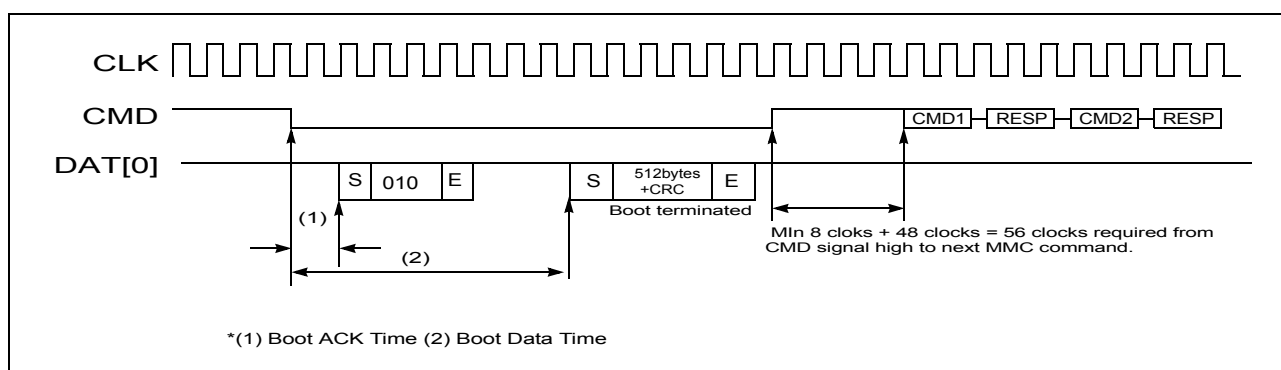 CLK
CMD
CMD1 RESP CMD2 RESP
DAT[0]
S 010 E S 512bytes +CRC E
Boot terminated
(1)
(2)
MIn 8 cloks + 48 clocks = 56 clocks required from
CMD signal high to next MMC command.
*(1) Boot ACK Time (2) Boot Data Time